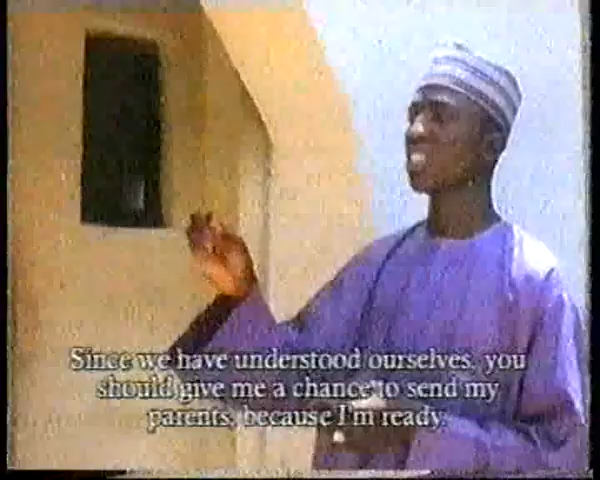 Since we have understood ourselves, you
should give me a chance to send my
parents, because I'm ready.